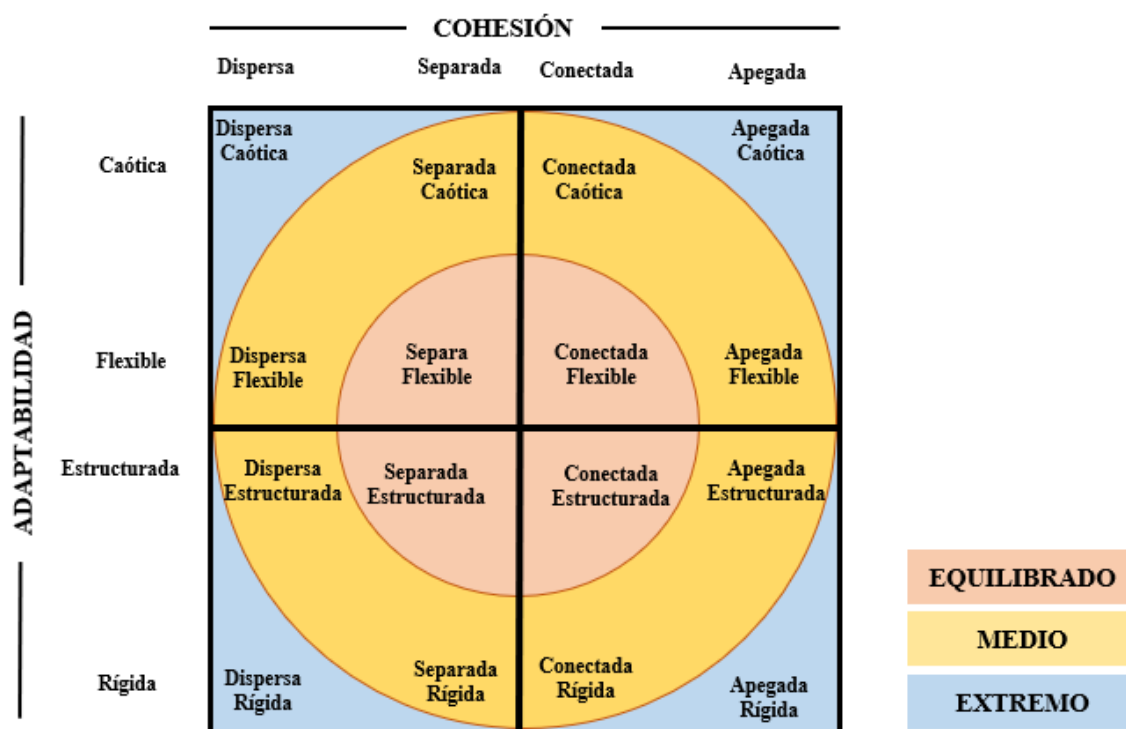 COHESIÓN
Dispersa Separada Conectada Apegada
ADAPTABILIDAD
Caótica
Dispersa
Caótica
Separada
Caótica
Conectada
Caótica
Apegada
Caótica
Flexible
Dispersa
Flexible
Separa
Flexible
Conectada
Flexible
Apegada
Flexible
Estructurada
Dispersa
Estructurada
Separada
Estructurada
Conectada
Estructurada
Apegada
Estructurada
Rígida
Dispersa
Rígida
Separada
Rígida
Conectada
Rígida
Apegada
Rígida
EQUILIBRADO
MEDIO
EXTREMO